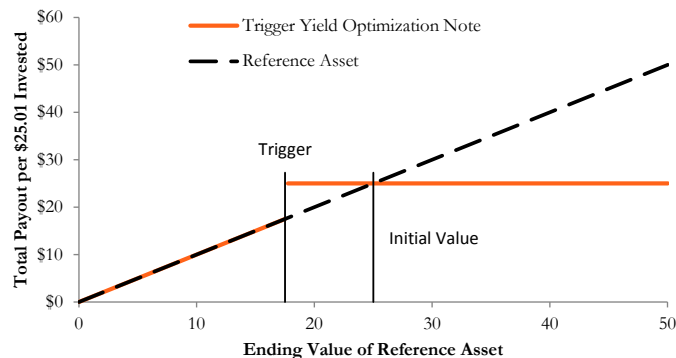 $60
Trigger Yield Optimization Note
$50
Reference Asset
$40
Trigger
$30
$20
Initial Value
$10
$0
0 10 20 30 40 50
Total Payout per $25.01 Invested
Ending Value of Reference Asset